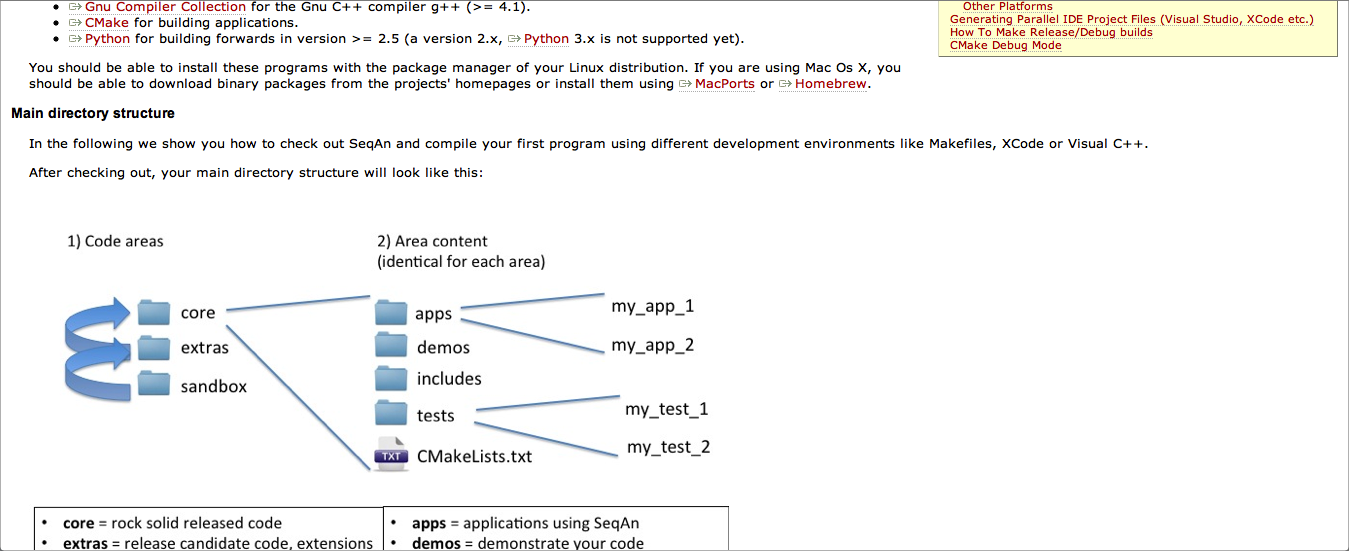 Gnu Compiler Collection for the Gnu C++ compiler g++ (>= 4.1).
CMake for building applications.
Python for building forwards in version >= 2.5 (a version 2.x, Python 3.x is not supported yet).
Other Platforms
Generating Parallel IDE Project Files (Visual Studio, XCode etc.)
How To Make Release/Debug builds
CMake Debug Mode
You should be able to install these programs with the package manager of your Linux distribution. If you are using Mac Os X, you
should be able to download binary packages from the projects' homepages or install them using MacPorts or Homebrew.
Main directory structure
In the following we show you how to check out SeqAn and compile your first program using different development environments like Makefiles, XCode or Visual C++.
After checking out, your main directory structure will look like this:
1) Code areas
core
extras
sandbox
2) Area content
(identical for each area)
apps
demos
includes
tests
TXT CMakeLists.txt
my_app_1
my_app_2
my_test_1
my_test_2
• core = rock solid released code
• extras = release candidate code, extensions
• apps = applications using SeqAn
• demos = demonstrate your code